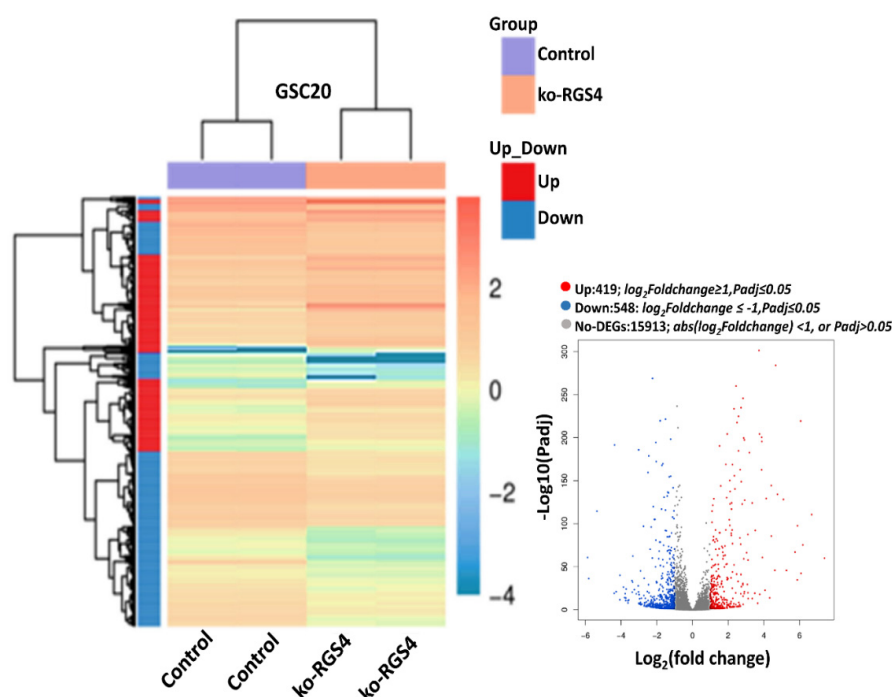 GSC20
Group
Control
ko-RGS4
Up_Down
Up
Down
2
0
−2
−4
Control
Control
ko-RGS4
ko-RGS4
Up:419; log2Foldchange≥1,Padj≤0.05
Down:548: log2Foldchange ≤ -1,Padj≤0.05
No-DEGs:15913; abs(log2Foldchange) <1, or Padj>0.05
-Log10(Padj)
300
250
200
150
100
50
0
-6 -4 -2 0 2 4 6
Log2(fold change)